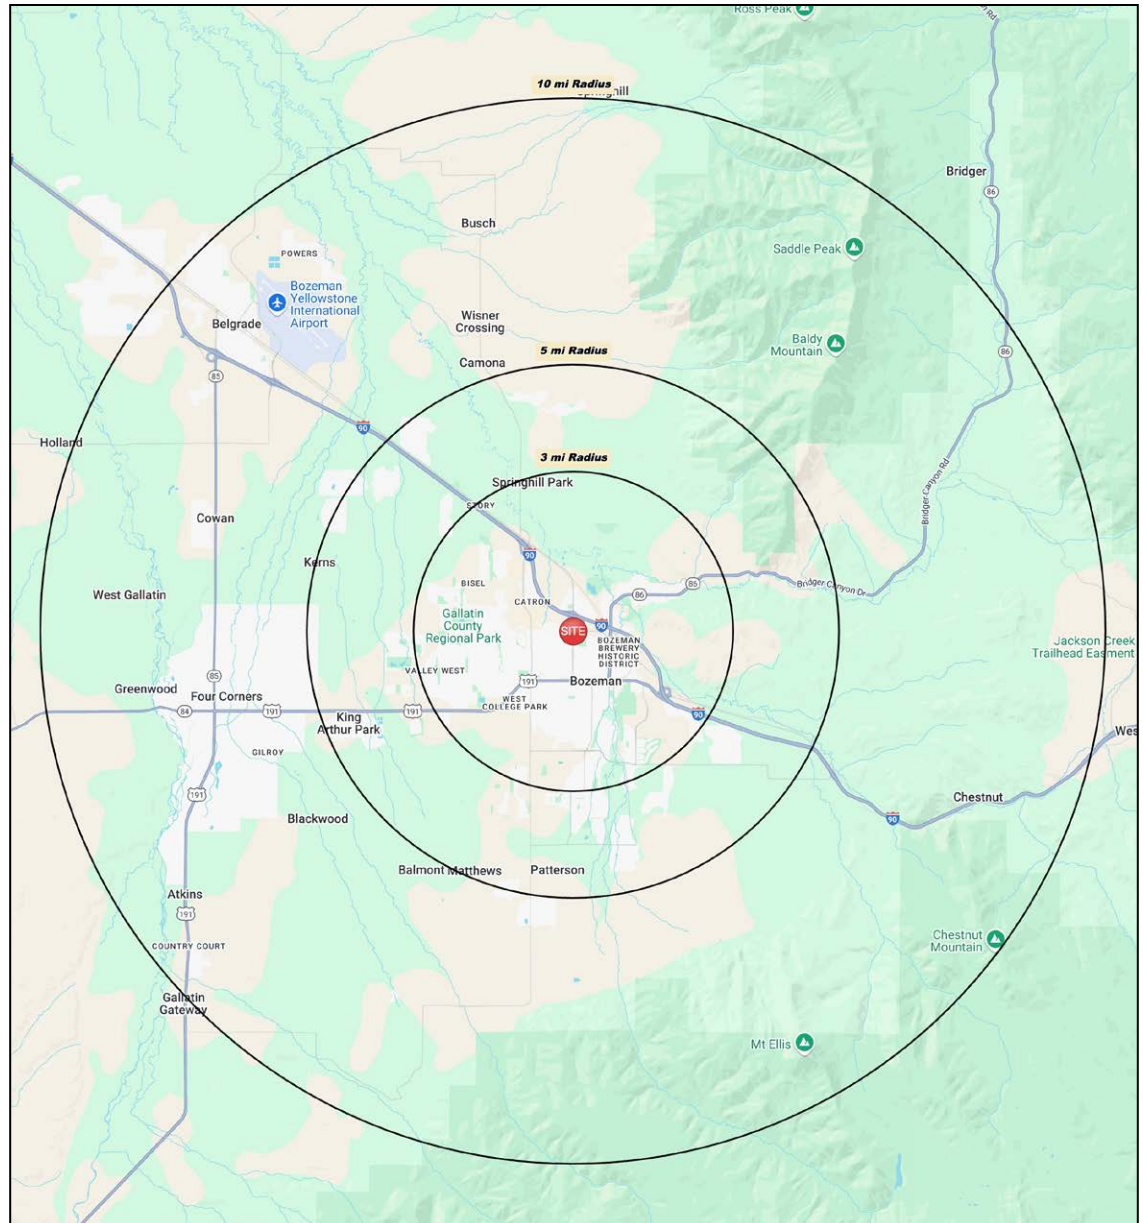 Ross Peak
10 mi Radius
Bridger
86
Busch
Saddle Peak
POWERS
Bozeman
Yellowstone
International
Airport
Wisner
Crossing
Belgrade
Baldy
Mountain
5 mi Radius
86
Camona
85
90
Holland
3 mi Radius
Springhill Park
Bridger Canyon Rd
STORY
Cowan
90
Kerns
BISEL
86
Bridger Canyon Dr
West Gallatin
86
CATRON
Gallatin
County
Regional Park
SITE
90
BOZEMAN
BREWERY
HISTORIC
DISTRICT
Jackson Creek
Trailhead Easment
VALLEY WEST
85
191
Bozeman
Greenwood
Four Corners
WEST
COLLEGE PARK
84
191
King
Arthur Park
191
90
GILROY
191
Chestnut
Blackwood
90
Balmont
Matthews
Patterson
Atkins
191
COUNTRY COURT
Chestnut
Mountain
Gallatin
Gateway
Mt Ellis